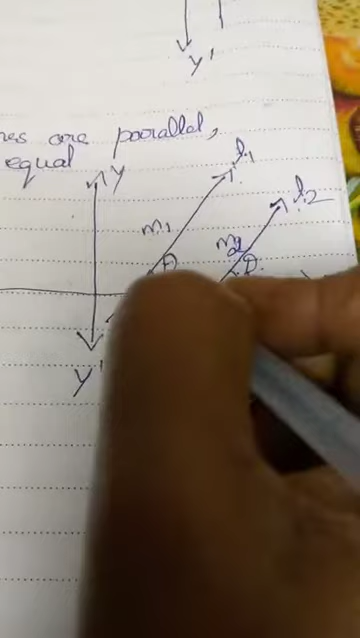 y'
nes are parallel,
equal
y
l1
l2
m1
m2
θ
θ
y'